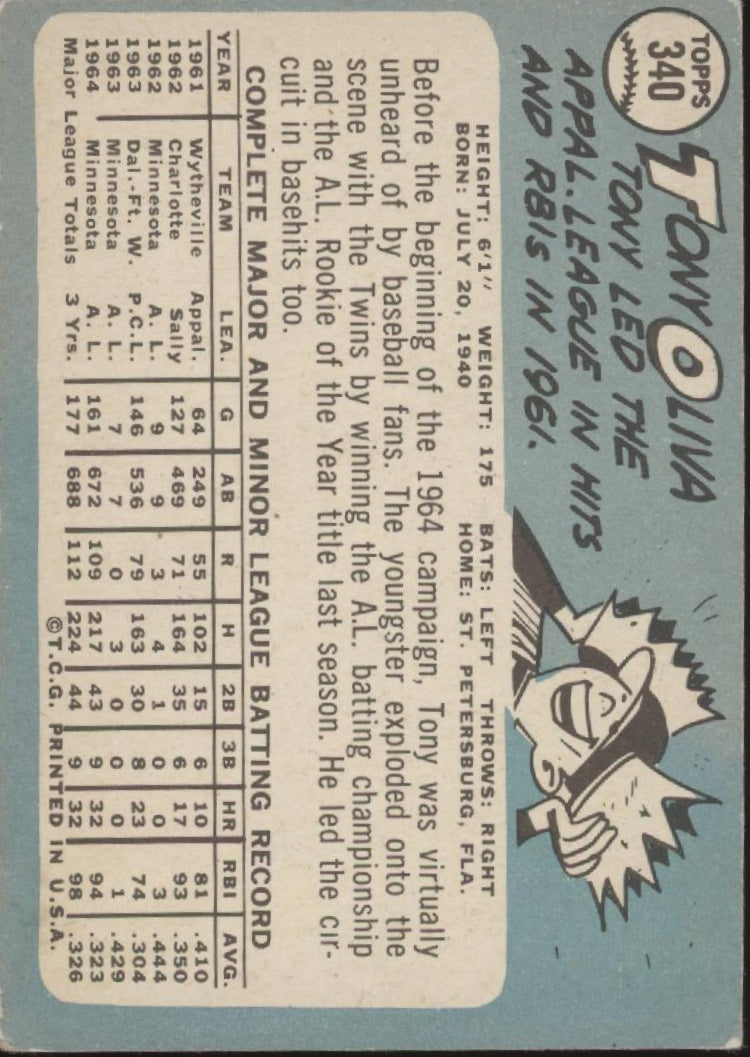 TOPPS
340
TONY OLIVA
TONY LED THE
APPAL. LEAGUE IN HITS
AND RBIS IN 1961.
HEIGHT: 6'1" WEIGHT: 175 BATS: LEFT THROWS: RIGHT
BORN: JULY 20, 1940 HOME: ST. PETERSBURG, FLA.
Before the beginning of the 1964 campaign, Tony was virtually
unheard of by baseball fans. The youngster exploded onto the
scene with the Twins by winning the A.L. batting championship
and the A.L. Rookie of the Year title last season. He led the cir-
cuit in basehits too.
COMPLETE MAJOR AND MINOR LEAGUE BATTING RECORD
YEAR TEAM LEA. G AB R H 2B 3B HR RBI AVG.
1961 Wytheville Appal. 64 249 55 102 15 6 10 81 .410
1962 Charlotte Sally 127 469 71 164 35 6 17 93 .350
1962 Minnesota A. L. 9 9 3 4 1 0 0 3 .444
1963 Dal.-Ft. W. P.C.L. 146 536 79 163 30 8 23 74 .304
1963 Minnesota A. L. 7 7 0 3 0 0 0 1 .429
1964 Minnesota A. L. 161 672 109 217 43 9 32 94 .323
Major League Totals 3 Yrs. 177 688 112 224 44 9 32 98 .326
©T.C.G. PRINTED IN U.S.A.